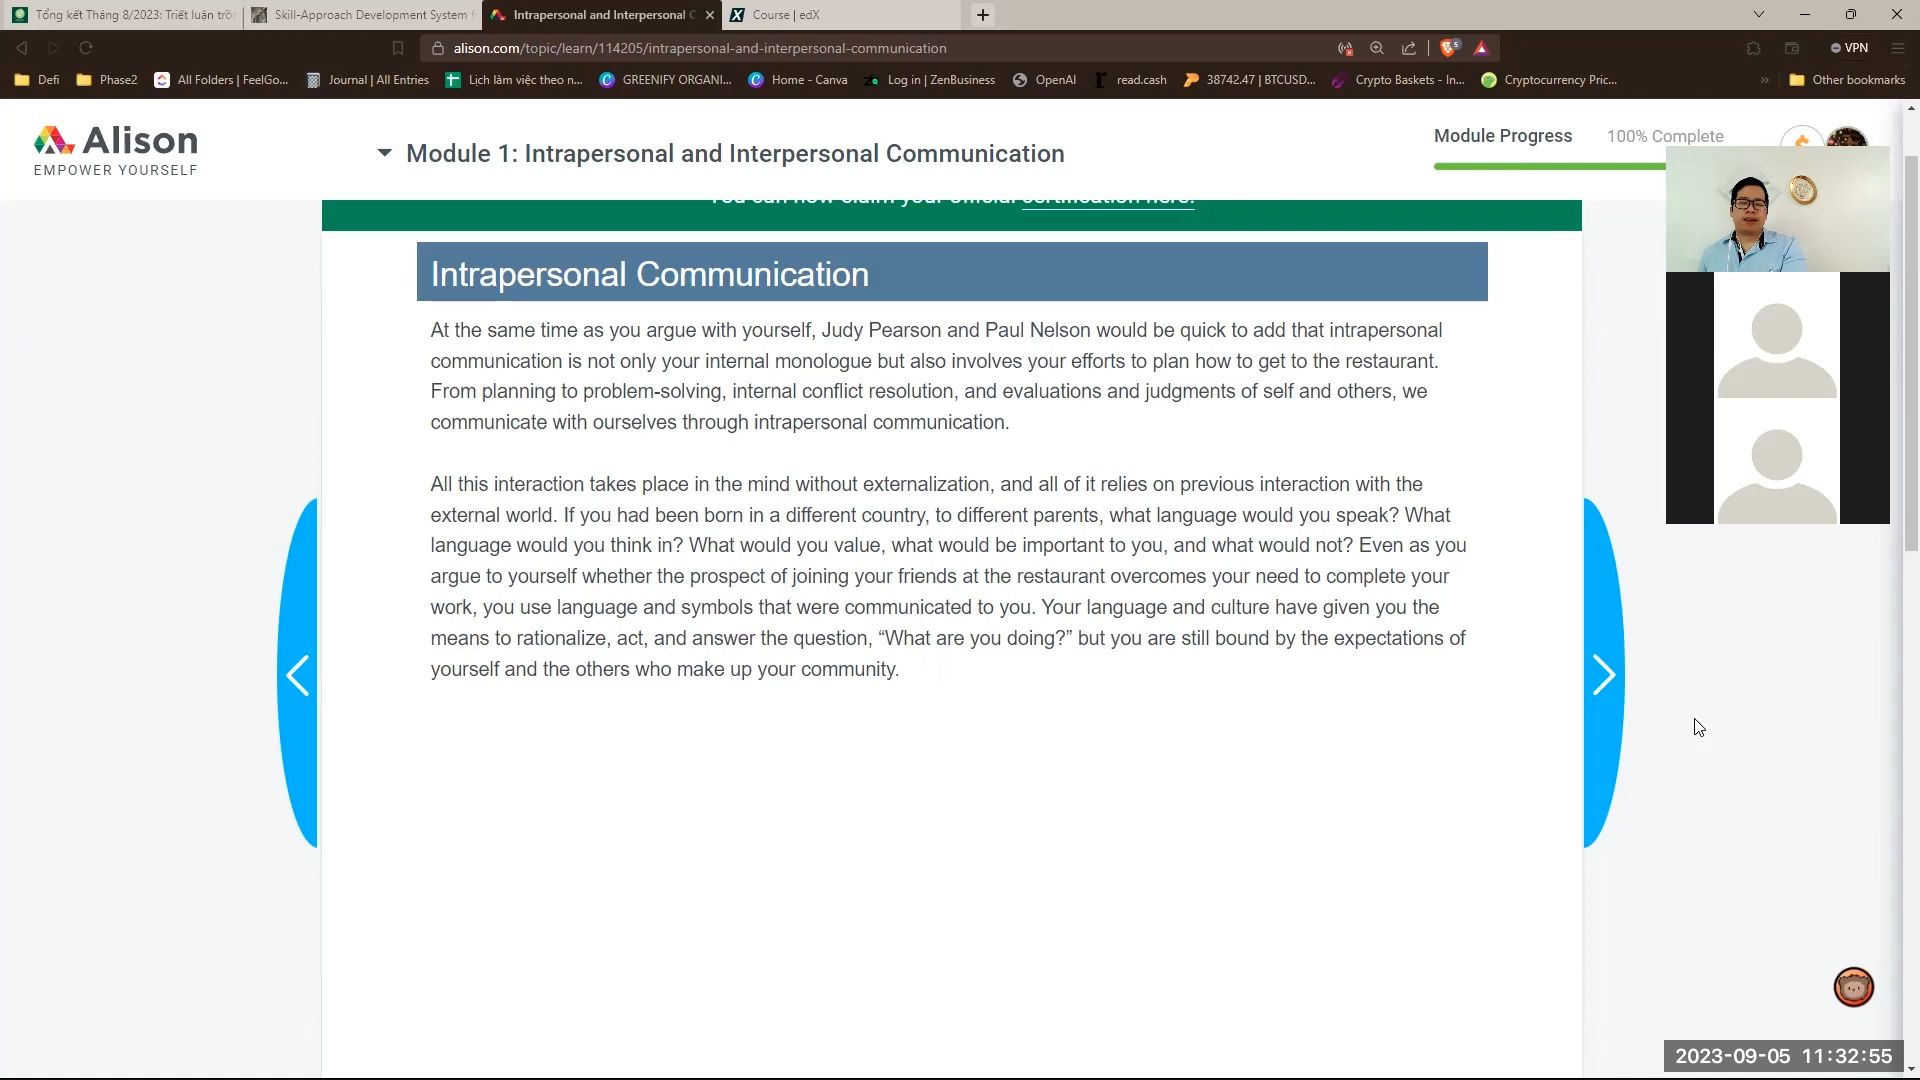 Tổng kết Tháng 8/2023: Triết luận trồn
Skill-Approach Development System f
Intrapersonal and Interpersonal C
Course | edX
alison.com/topic/learn/114205/intrapersonal-and-interpersonal-communication
5
VPN
Defi
Phase2
All Folders | FeelGo...
Journal | All Entries
Lịch làm việc theo n...
GREENIFY ORGANI...
Home - Canva
Log in | ZenBusiness
OpenAI
read.cash
38742.47 | BTCUSD...
Crypto Baskets - In...
Cryptocurrency Pric...
Other bookmarks
Alison
EMPOWER YOURSELF
Module 1: Intrapersonal and Interpersonal Communication
Module Progress
100% Complete
You can now claim your official certification here!
Intrapersonal Communication
At the same time as you argue with yourself, Judy Pearson and Paul Nelson would be quick to add that intrapersonal
communication is not only your internal monologue but also involves your efforts to plan how to get to the restaurant.
From planning to problem-solving, internal conflict resolution, and evaluations and judgments of self and others, we
communicate with ourselves through intrapersonal communication.
All this interaction takes place in the mind without externalization, and all of it relies on previous interaction with the
external world. If you had been born in a different country, to different parents, what language would you speak? What
language would you think in? What would you value, what would be important to you, and what would not? Even as you
argue to yourself whether the prospect of joining your friends at the restaurant overcomes your need to complete your
work, you use language and symbols that were communicated to you. Your language and culture have given you the
means to rationalize, act, and answer the question, “What are you doing?” but you are still bound by the expectations of
yourself and the others who make up your community.
2023-09-05 11:32:55